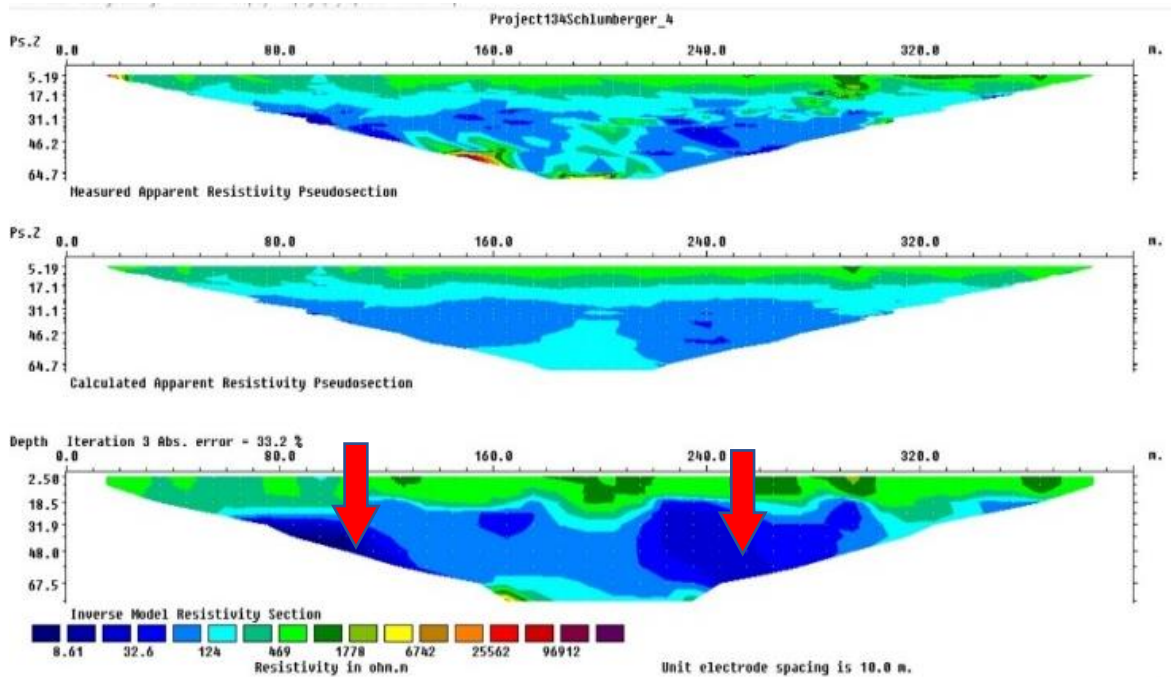 Project134Schlumberger_4
Ps.Z 0.0 80.0 160.0 240.0 320.0 m.
5.19
17.1
31.1
46.2
64.7
Measured Apparent Resistivity Pseudosection
Ps.Z 0.0 80.0 160.0 240.0 320.0 m.
5.19
17.1
31.1
46.2
64.7
Calculated Apparent Resistivity Pseudosection
Depth Iteration 3 Abs. error = 33.2 %
0.0 80.0 160.0 240.0 320.0 m.
2.50
18.5
31.9
48.0
67.5
Inverse Model Resistivity Section
8.61 32.6 124 469 1778 6742 25562 96912
Resistivity in ohm.m Unit electrode spacing is 10.0 m.